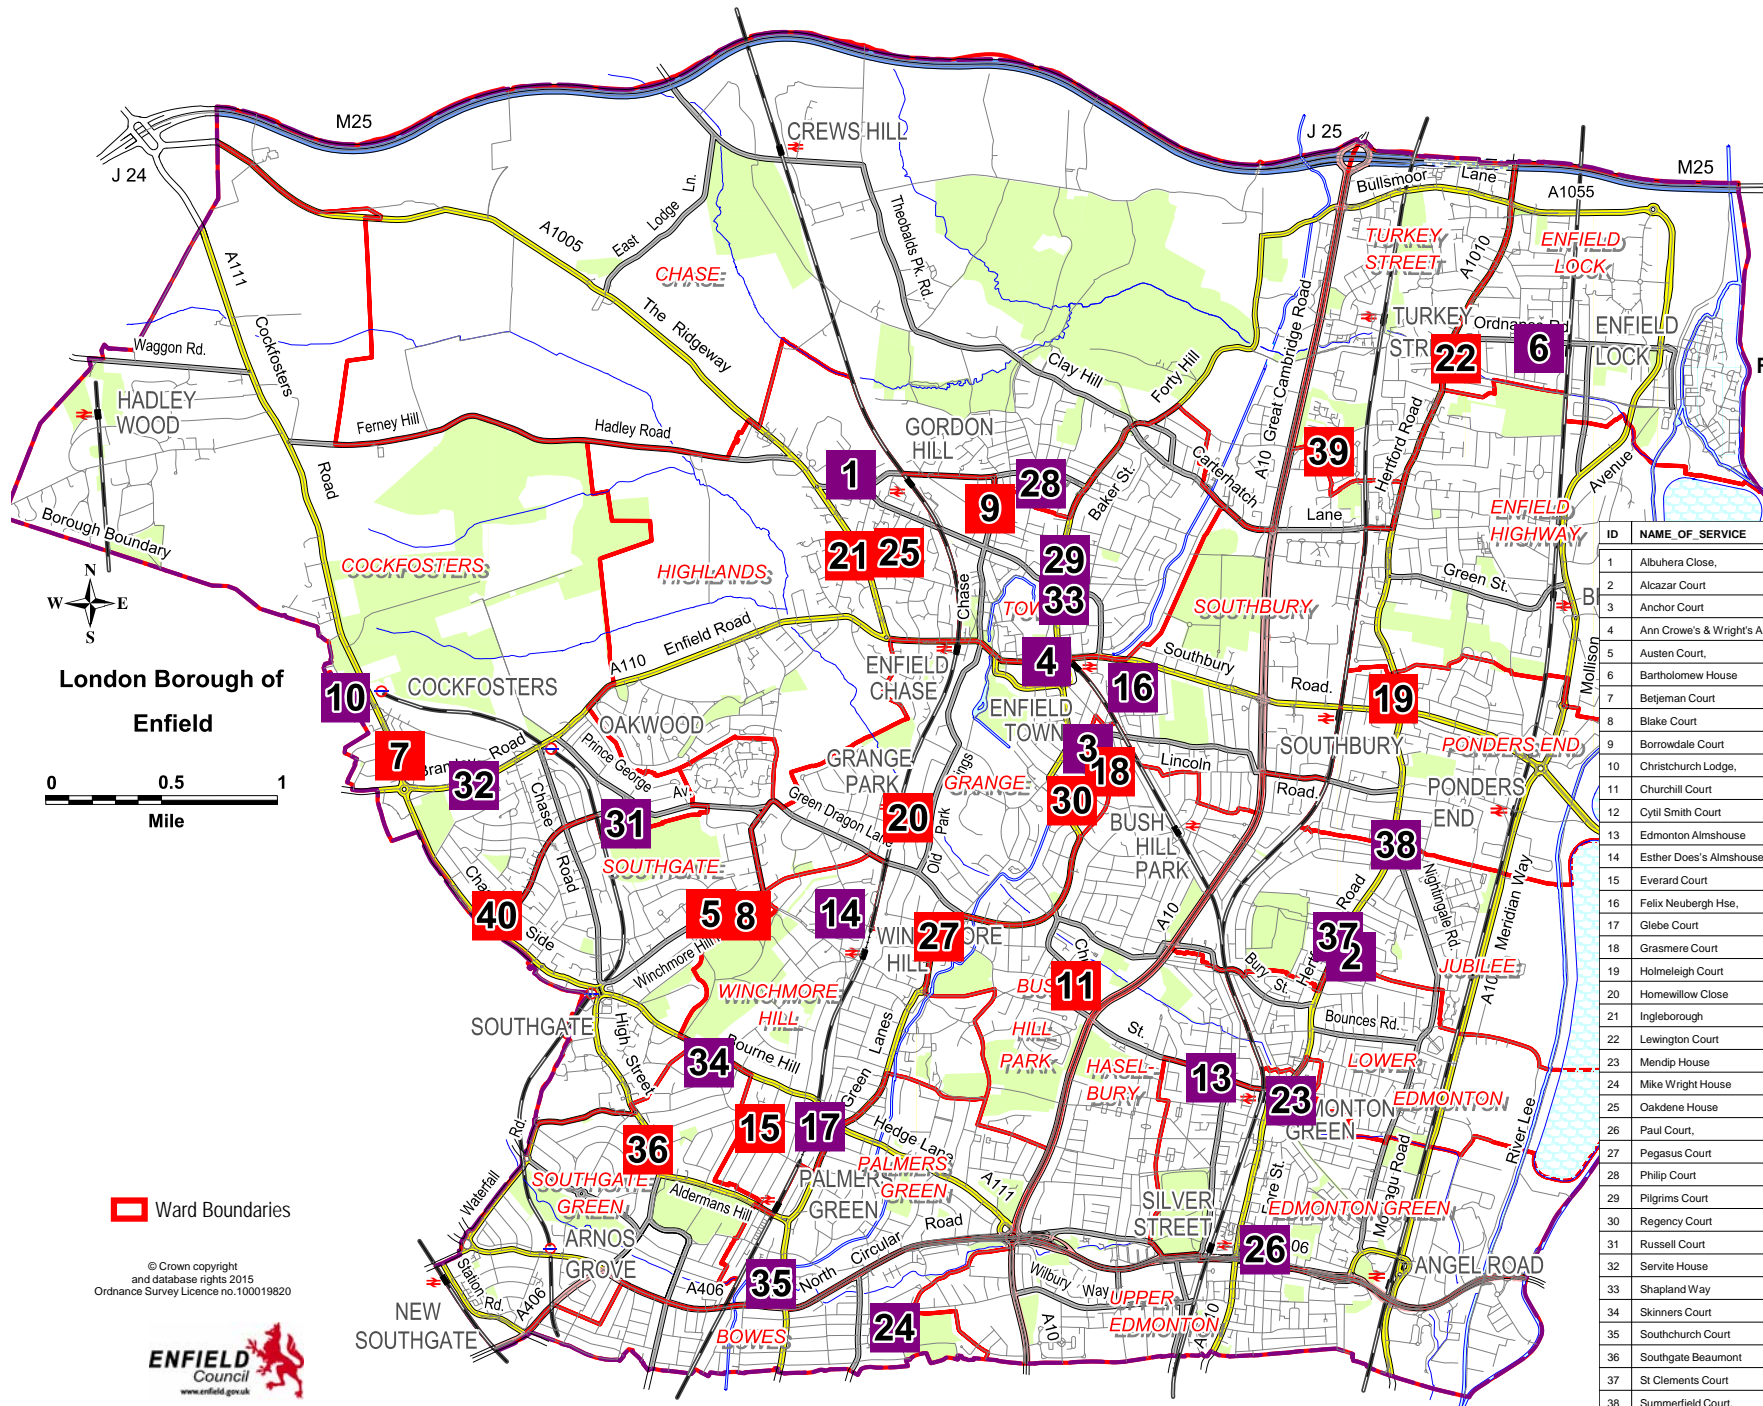 M25
J 24
CREWS HILL
J 25
M25
Bullsmoor Lane
A1055
A1005
East Lodge Ln.
Theobalds Pk. Rd.
CHASE
TURKEY
STREET
A1010
ENFIELD
LOCK
A111
Cockfosters
Road
The Ridgeway
A10 Great Cambridge Road
TURKEY
Ordnance Rd
ENFIELD
LOCK
22
6
Waggon Rd.
HADLEY
WOOD
Clay Hill
Forty Hill
Ferney Hill
Hadley Road
GORDON
HILL
Hertford Road
39
1
28
9
Baker St.
Carterhatch
Lane
Avenue
Borough Boundary
ENFIELD
HIGHWAY
21
25
29
33
COCKFOSTERS
HIGHLANDS
Chase
SOUTHBURY
Green St.
N
W
E
S
Enfield Road
A110
4
ENFIELD
CHASE
Southbury
Road.
16
19
Mollison
London Borough of
Enfield
10
COCKFOSTERS
OAKWOOD
ENFIELD
TOWN
SOUTHBURY
PONDERS END
0 0.5 1
Mile
7
32
Road
Prince George
Av.
GRANGE
PARK
GRANGE
3
18
30
Lincoln
Road.
PONDERS
END
31
Chase
Road
Green Dragon Lane
20
Old Park
BUSH
HILL
PARK
38
Nightingale Rd.
Meridian Way
SOUTHGATE
40
Side
5
8
14
27
Winchmore Hill
A10
Road
37
2
Bury St.
JUBILEE
11
WINCHMORE
HILL
HILL
PARK
St.
Bounces Rd.
SOUTHGATE
High Street
34
Bourne Hill
Green Lanes
HASEL-
BURY
13
23
LOWER
EDMONTON
GREEN
River Lee
15
17
36
Hedge Lane
PALMERS
GREEN
PALMERS
GREEN
A111
Rd.
Waterfall
SOUTHGATE
GREEN
Aldermans Hill
SILVER
STREET
EDMONTON GREEN
Ward Boundaries
ARNOS
GROVE
North Circular Road
26
ANGEL ROAD
© Crown copyright
and database rights 2015
Ordnance Survey Licence no.100019820
Station Rd.
A406
A406
35
Wilbury Way
UPPER
EDMONTON
A10
NEW
SOUTHGATE
BOWES
24
ENFIELD
Council
www.enfield.gov.uk
ID NAME_OF_SERVICE
1 Albuhera Close,
2 Alcazar Court
3 Anchor Court
4 Ann Crowe's & Wright's A
5 Austen Court,
6 Bartholomew House
7 Betjeman Court
8 Blake Court
9 Borrowdale Court
10 Christchurch Lodge,
11 Churchill Court
12 Cytil Smith Court
13 Edmonton Almshouse
14 Esther Does's Almshouse
15 Everard Court
16 Felix Neubergh Hse,
17 Glebe Court
18 Grasmere Court
19 Holmeleigh Court
20 Homewillow Close
21 Ingleborough
22 Lewington Court
23 Mendip House
24 Mike Wright House
25 Oakdene House
26 Paul Court,
27 Pegasus Court
28 Philip Court
29 Pilgrims Court
30 Regency Court
31 Russell Court
32 Servite House
33 Shapland Way
34 Skinners Court
35 Southchurch Court
36 Southgate Beaumont
37 St Clements Court
38 Summerfield Court,